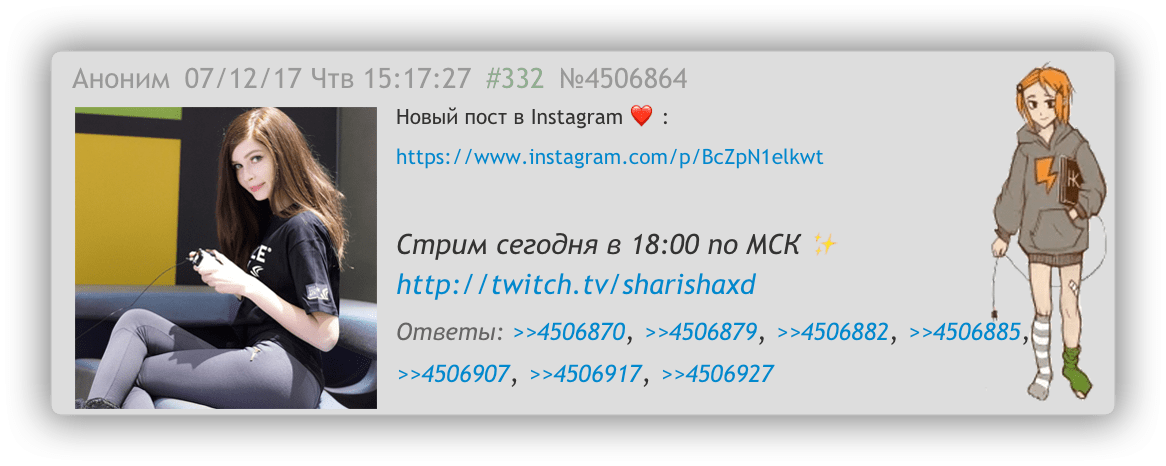 Аноним 07/12/17 Чтв 15:17:27 #332 №4506864
Новый пост в Instagram ❤️ :
https://www.instagram.com/p/BcZpN1elkwt
Стрим сегодня в 18:00 по МСК ✨
http://twitch.tv/sharishaxd
Ответы: >>4506870, >>4506879, >>4506882, >>4506885,
>>4506907, >>4506917, >>4506927